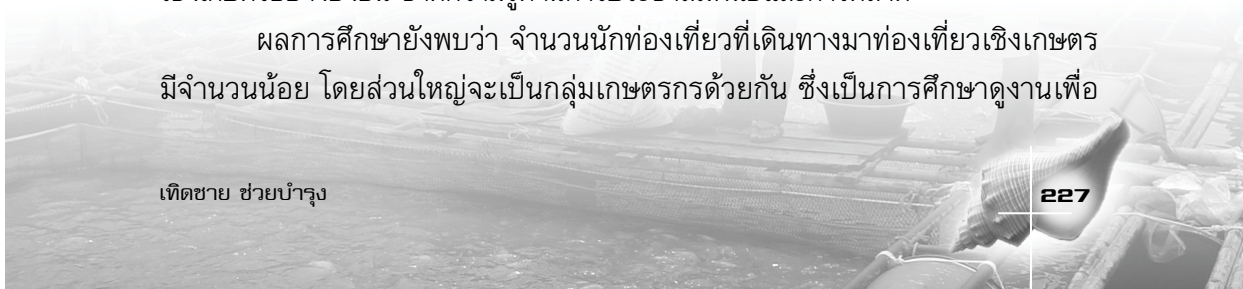 ผลการศึกษายังพบว่า จำนวนนักท่องเที่ยวที่เดินทางมาท่องเที่ยวเชิงเกษตร
มีจำนวนน้อย โดยส่วนใหญ่จะเป็นกลุ่มเกษตรกรด้วยกัน ซึ่งเป็นการศึกษาดูงานเพื่อ
เทิดชาย ช่วยบำรุง
227